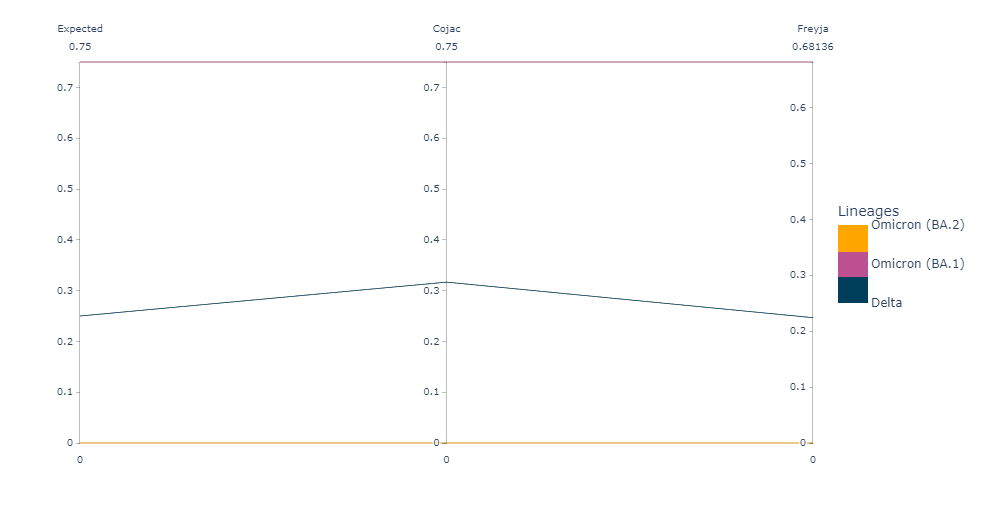 Expected Cojac Freyja
0.75 0.75 0.68136
0.7 0.7
0.6 0.6 0.6
0.5 0.5 0.5
0.4 0.4 0.4
0.3 0.3 0.3
0.2 0.2 0.2
0.1 0.1 0.1
0 0 0
0 0 0
Lineages
Omicron (BA.2)
Omicron (BA.1)
Delta